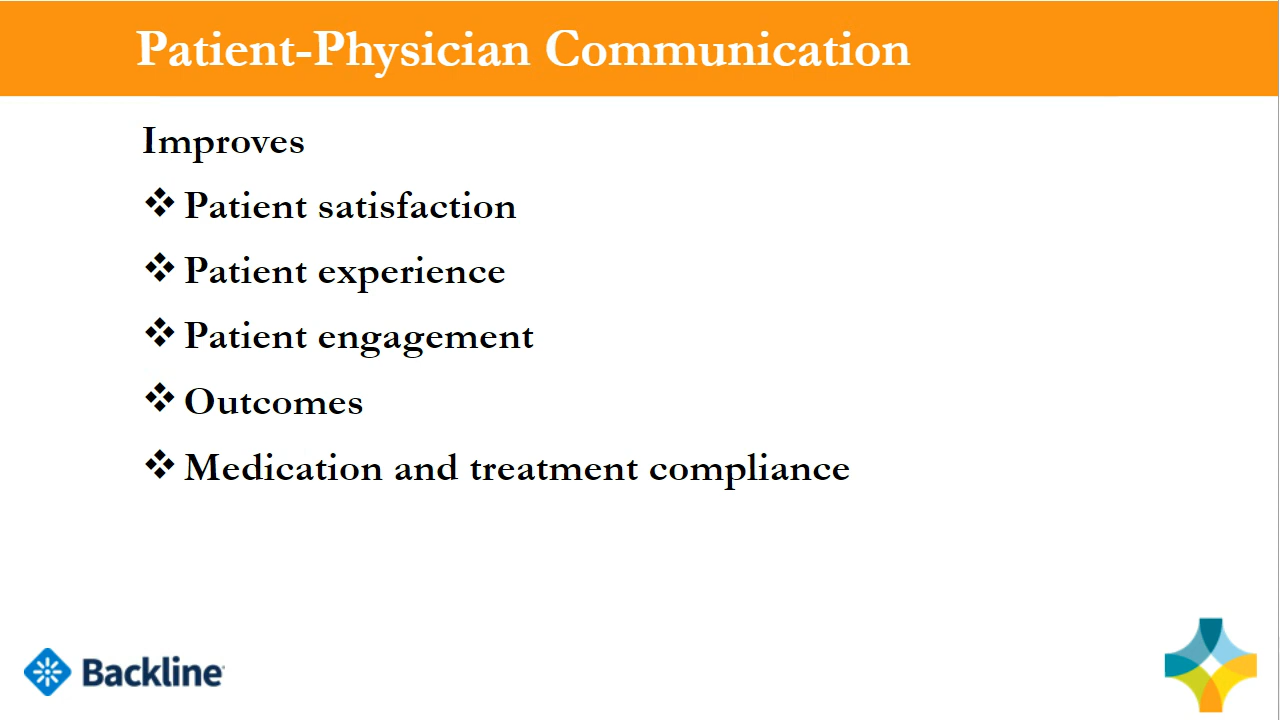 Patient-Physician Communication
Improves
❖ Patient satisfaction
❖ Patient experience
❖ Patient engagement
❖ Outcomes
❖ Medication and treatment compliance
Backline